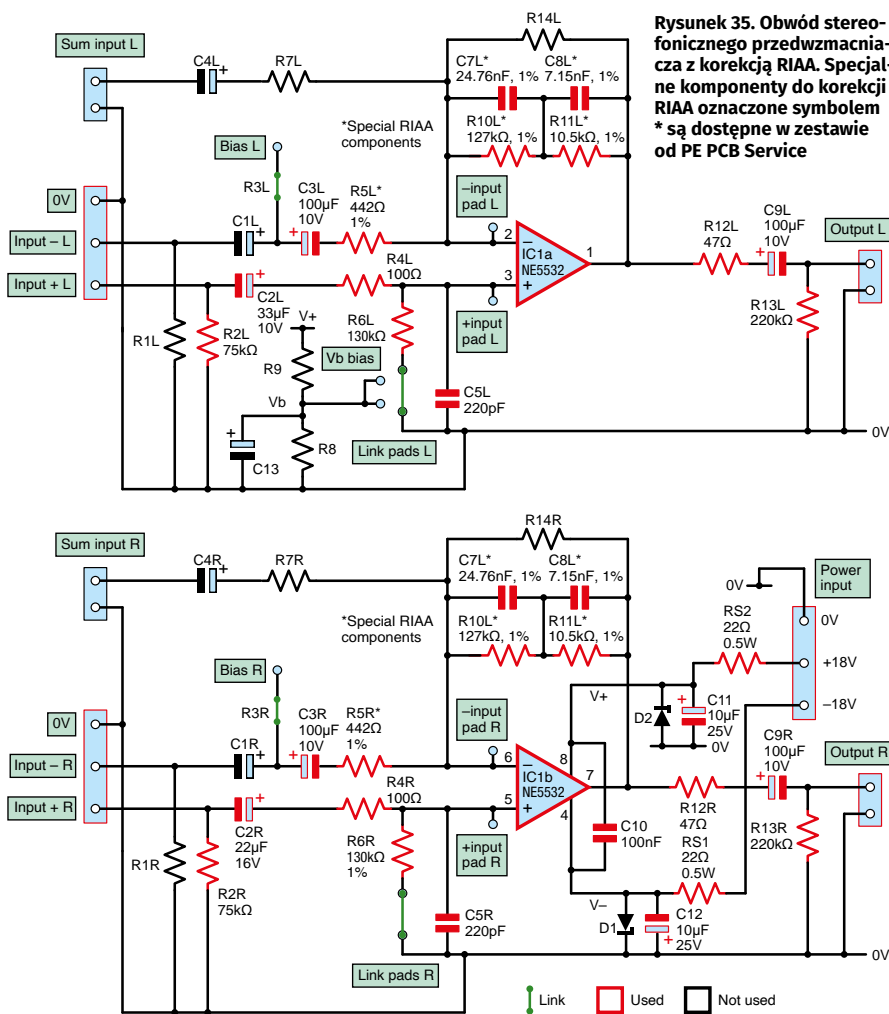 Rysunek 35. Obwód stereo-
fonicznego przedwzmacnia-
cza z korekcją RIAA. Specjal-
ne komponenty do korekcji
RIAA oznaczone symbolem
* są dostępne w zestawie
od PE PCB Service
Sum input L
C4L
+
R7L
R14L
C7L*
24.76nF, 1%
C8L*
7.15nF, 1%
R10L*
127kΩ, 1%
R11L*
10.5kΩ, 1%
*Special RIAA
components
Bias L
R3L
C3L
100µF
10V
+
R5L*
442Ω
1%
–input
pad L
0V
Input – L
Input + L
C1L
+
C2L
33µF
10V
+
R4L
100Ω
2
–
3
+
IC1a
NE5532
1
R12L
47Ω
C9L
100µF
10V
+
Output L
R1L
R2L
75kΩ
V+
R9
Vb bias
R6L
130kΩ
+input
pad L
R13L
220kΩ
Vb
+
C13
R8
Link pads L
C5L
220pF
0V
Sum input R
C4R
+
R7R
R14R
C7L*
24.76nF, 1%
C8L*
7.15nF, 1%
R10L*
127kΩ, 1%
R11L*
10.5kΩ, 1%
*Special RIAA
components
0V
Power
input
RS2
22Ω
0.5W
0V
+18V
–18V
Bias R
R3R
C3R
100µF
10V
+
R5R*
442Ω
1%
–input
pad R
V+
D2
+
C11
10µF
25V
0V
0V
Input – R
Input + R
C1R
+
C2R
22µF
16V
+
R4R
100Ω
6
–
5
+
IC1b
NE5532
8
7
4
C10
100nF
R12R
47Ω
C9R
100µF
10V
+
Output R
R1R
R2R
75kΩ
R6R
130kΩ
1%
+input
pad R
RS1
22Ω
0.5W
R13R
220kΩ
V–
D1
C12
10µF
25V
+
Link pads R
C5R
220pF
0V
Link
Used
Not used